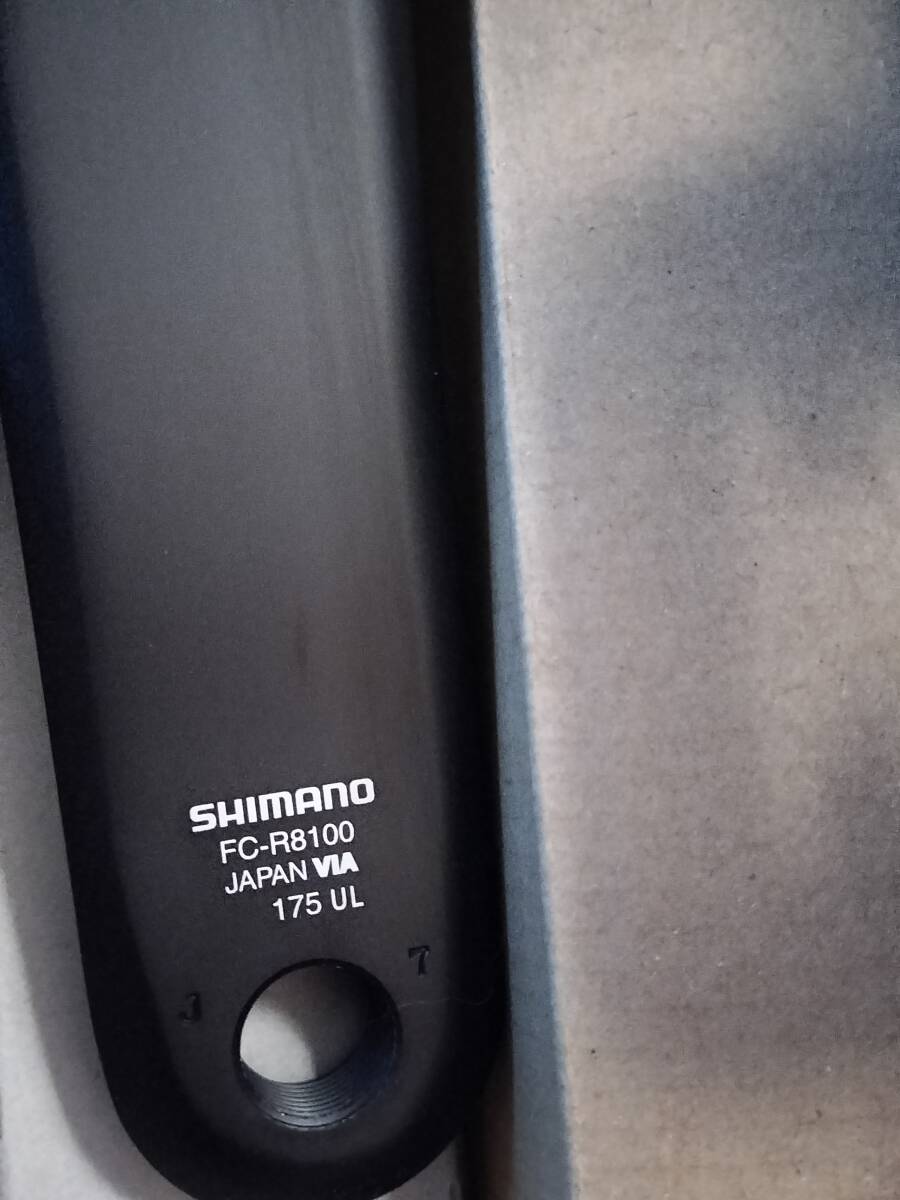 SHIMANO
FC-R8100
JAPAN VIA
175 UL
J 7